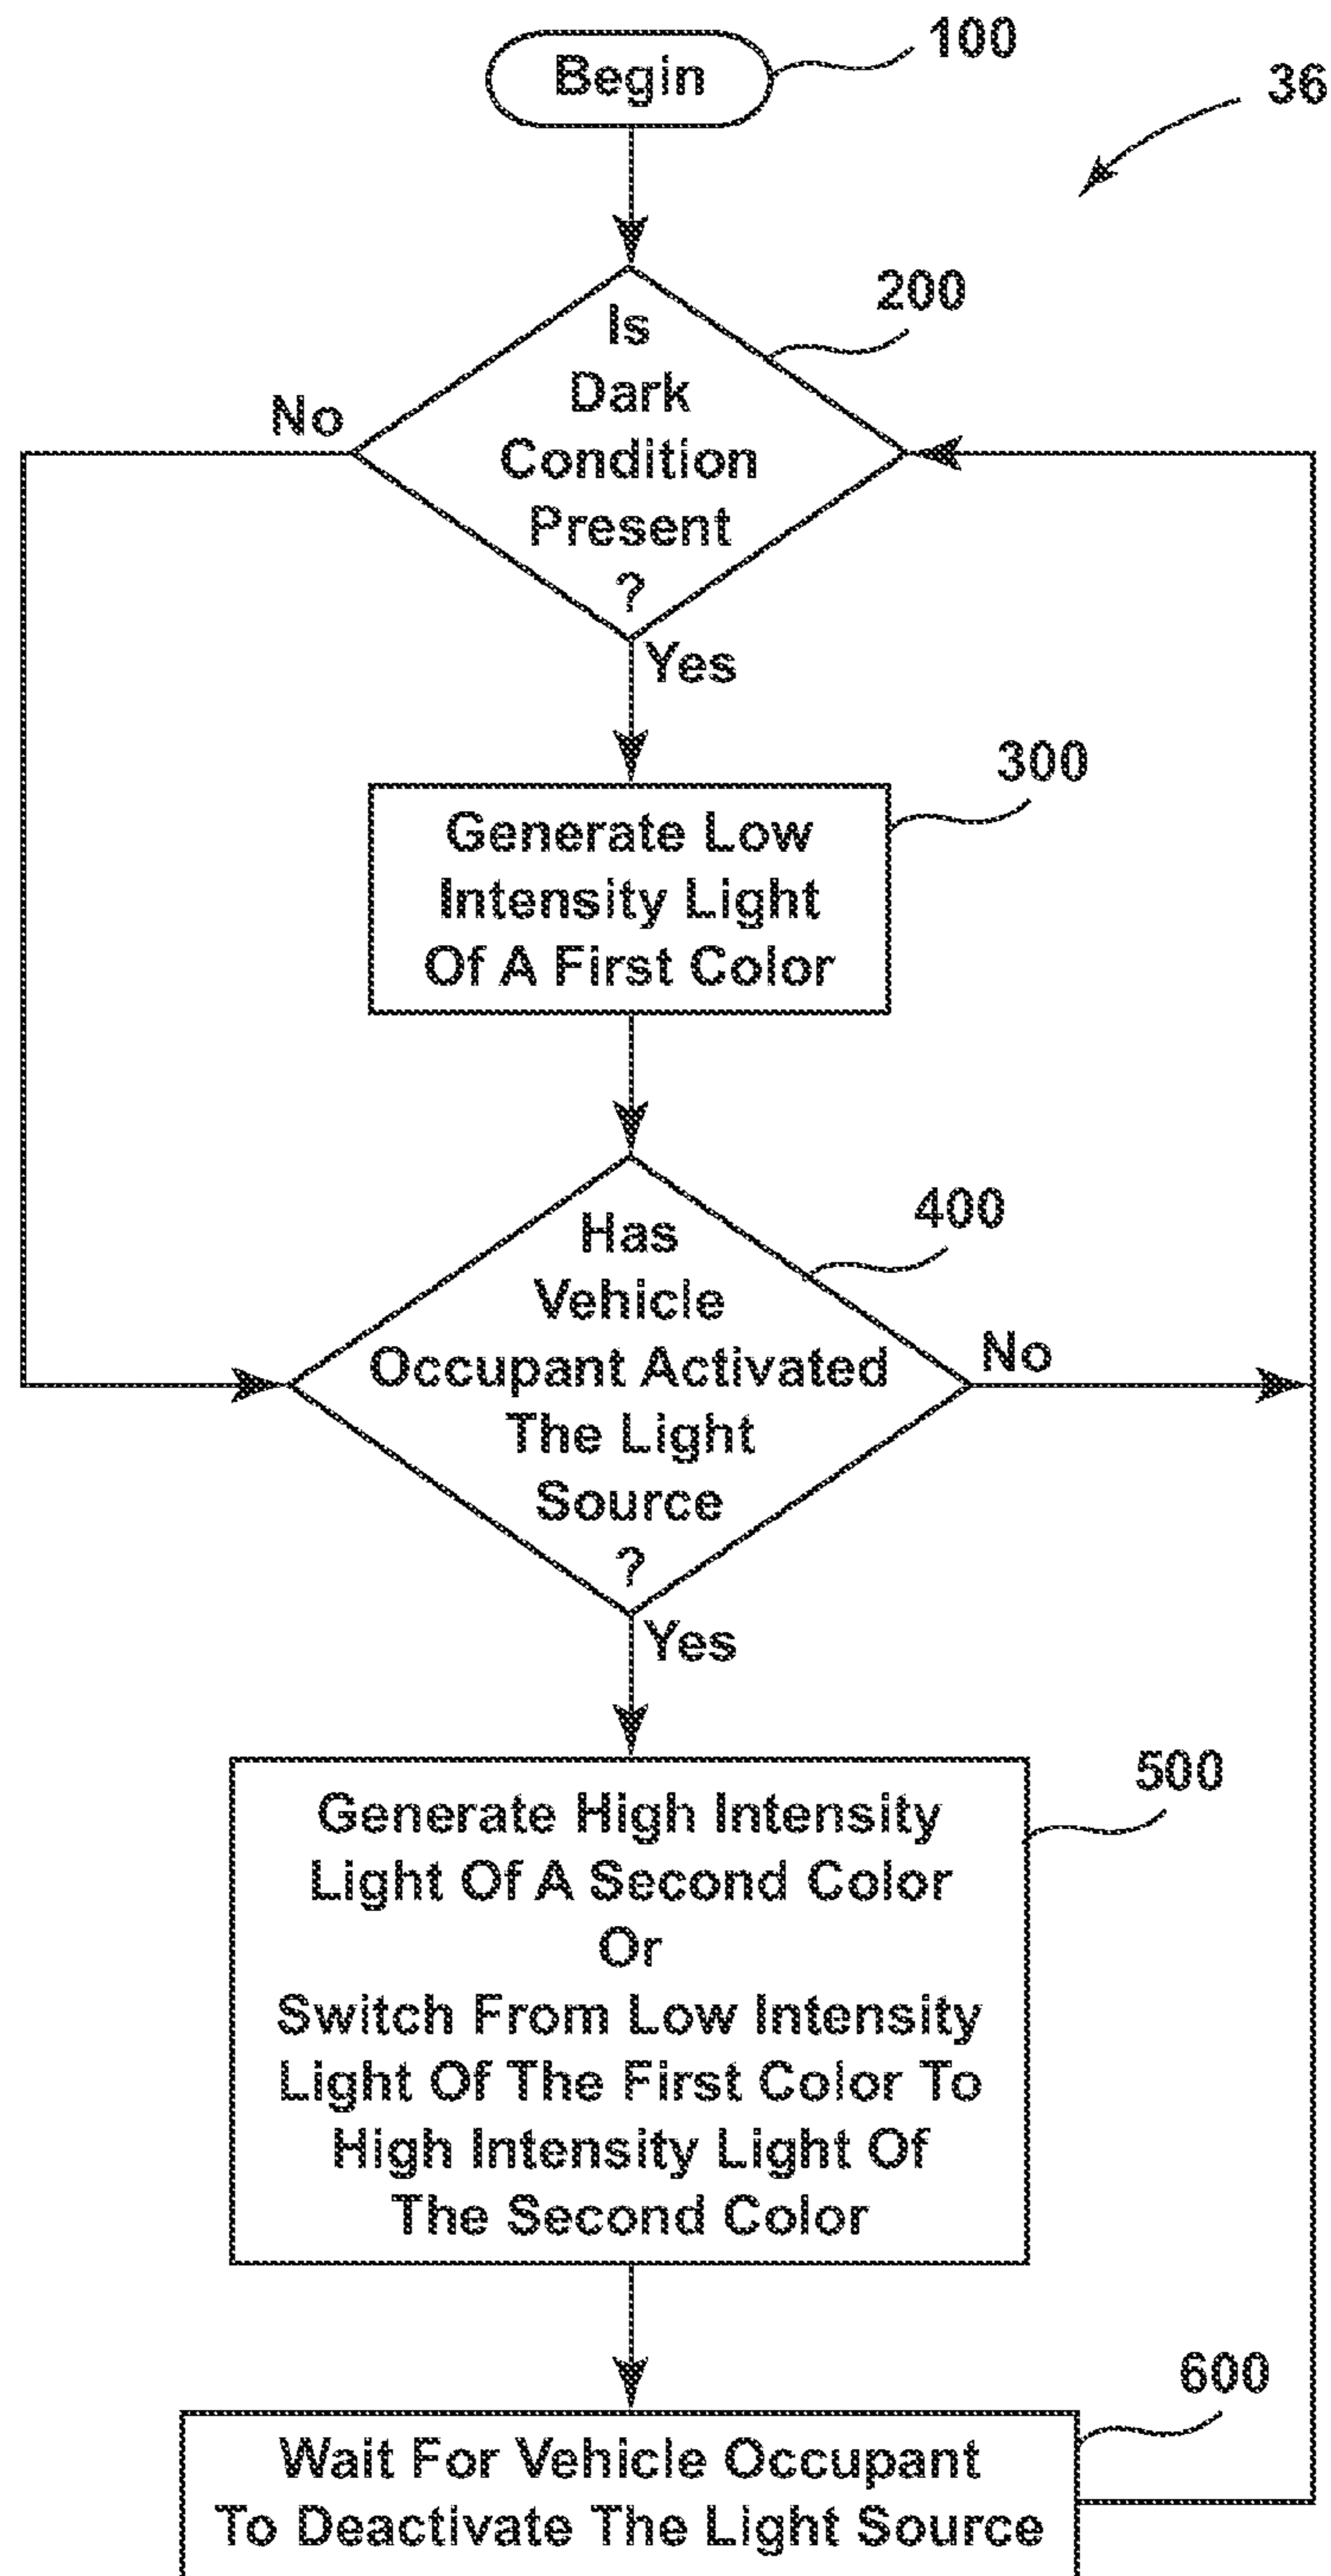 Begin
100
36
Is
Dark
Condition
Present
?
200
No
Yes
Generate Low
Intensity Light
Of A First Color
300
Has
Vehicle
Occupant Activated
The Light
Source
?
400
No
Yes
Generate High Intensity
Light Of A Second Color
Or
Switch From Low Intensity
Light Of The First Color To
High Intensity Light Of
The Second Color
500
Wait For Vehicle Occupant
To Deactivate The Light Source
600